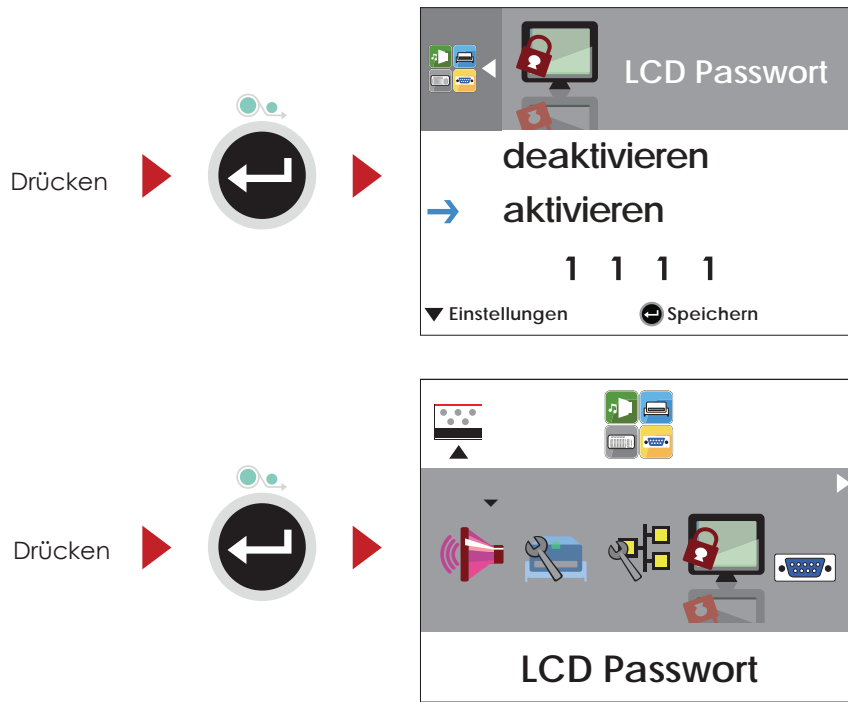 LCD Passwort
Drücken
deaktivieren
→ aktivieren
1 1 1 1
Einstellungen Speichern
Drücken
LCD Passwort